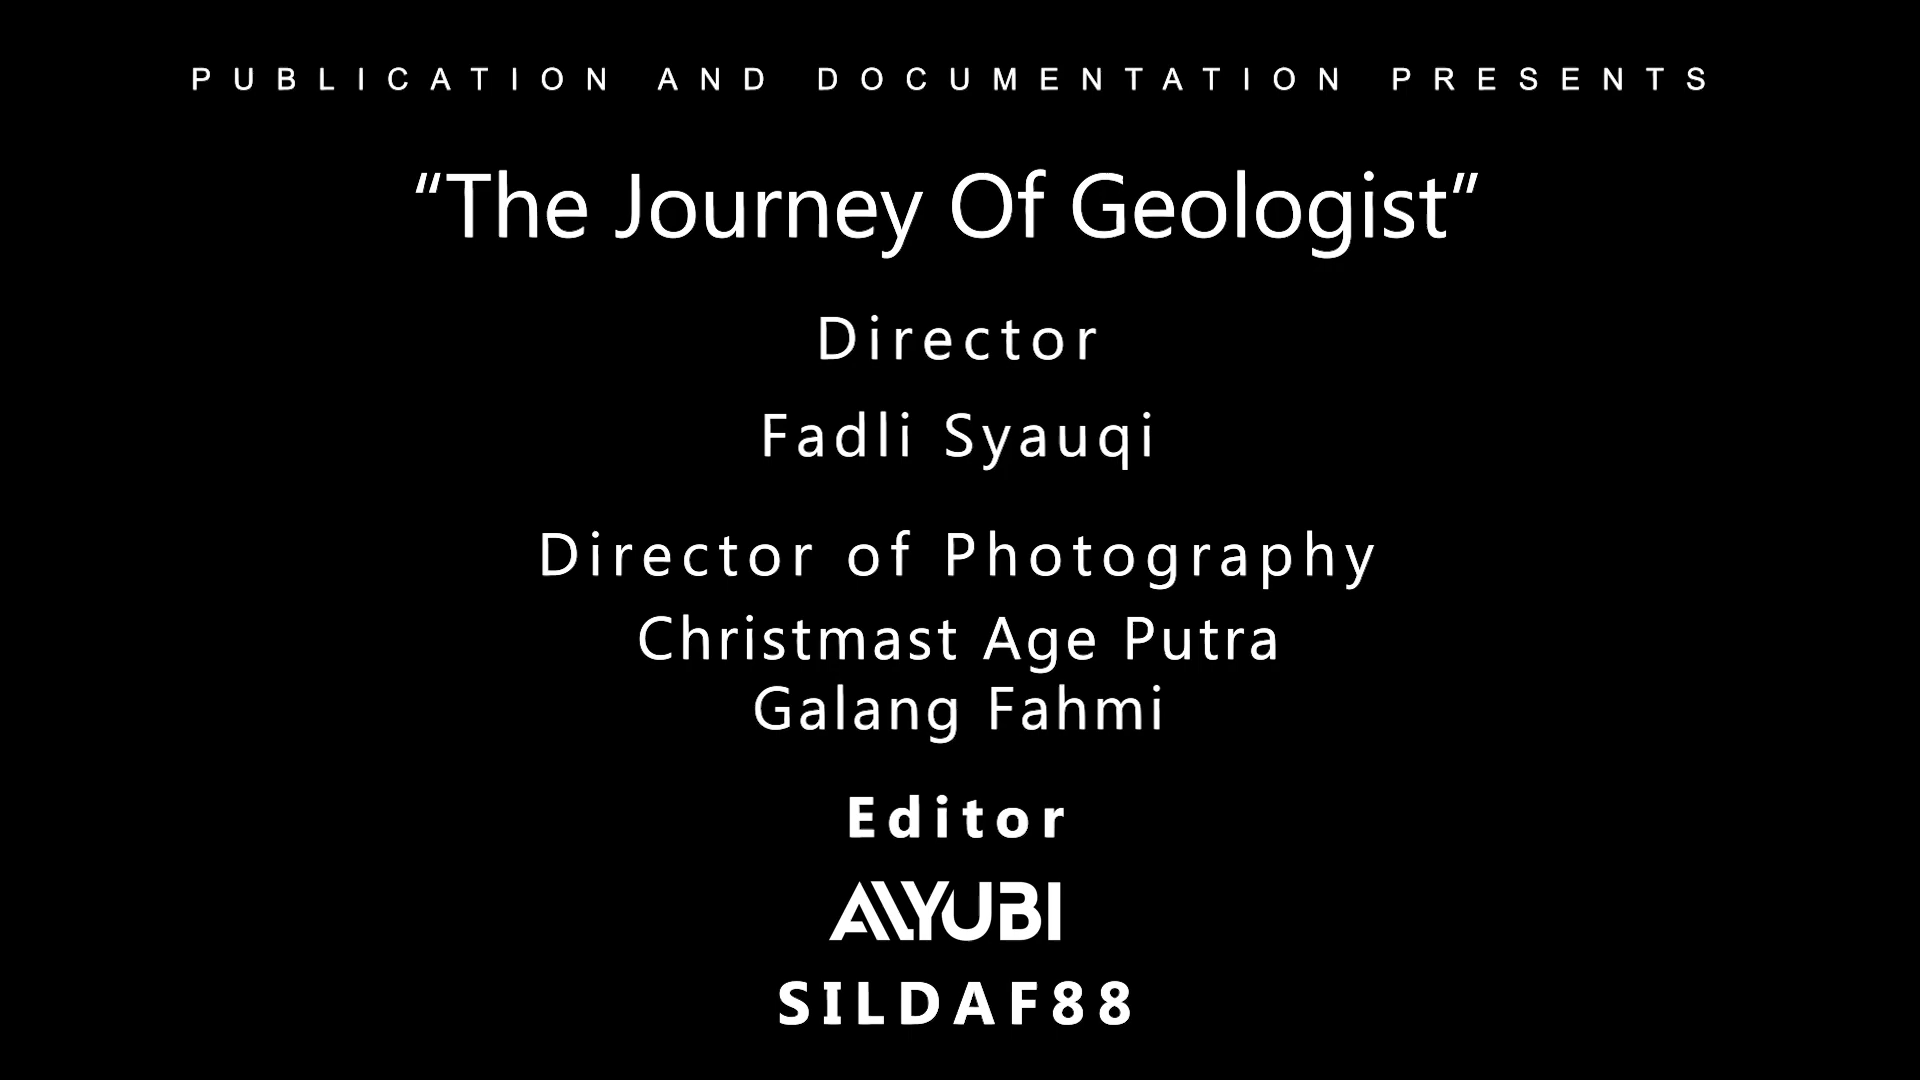 PUBLICATION AND DOCUMENTATION PRESENTS
“The Journey Of Geologist”
Director
Fadli Syauqi
Director of Photography
Christmast Age Putra
Galang Fahmi
Editor
SILDAF88